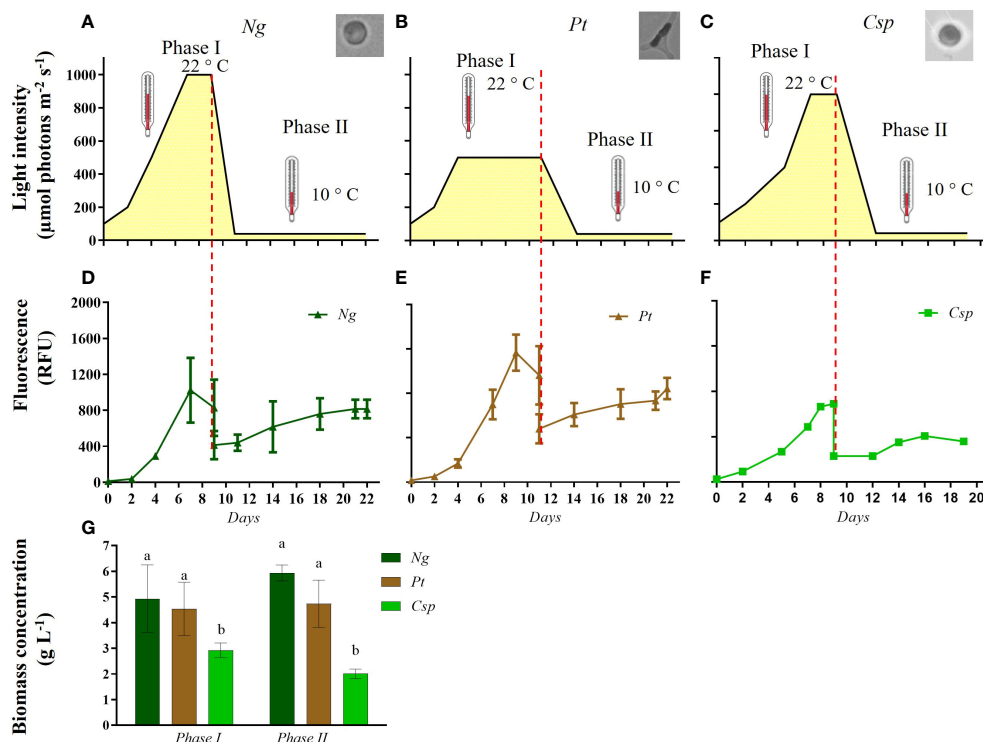 A
Ng
Phase I
22 ° C
Phase II
10 ° C
Light intensity
(µmol photons m⁻² s⁻¹)
1000
800
600
400
200
0
B
Pt
Phase I
22 ° C
Phase II
10 ° C
C
Csp
Phase I
22 ° C
Phase II
10 ° C
D
Ng
Fluorescence
(RFU)
2000
1600
1200
800
400
0
0 2 4 6 8 10 12 14 16 18 20 22
Days
E
Pt
0 2 4 6 8 10 12 14 16 18 20 22
Days
F
Csp
0 2 4 6 8 10 12 14 16 18 20
Days
G
Biomass concentration
(g L⁻¹)
7
6
5
4
3
2
1
0
a a b
a a b
Ng
Pt
Csp
Phase I Phase II